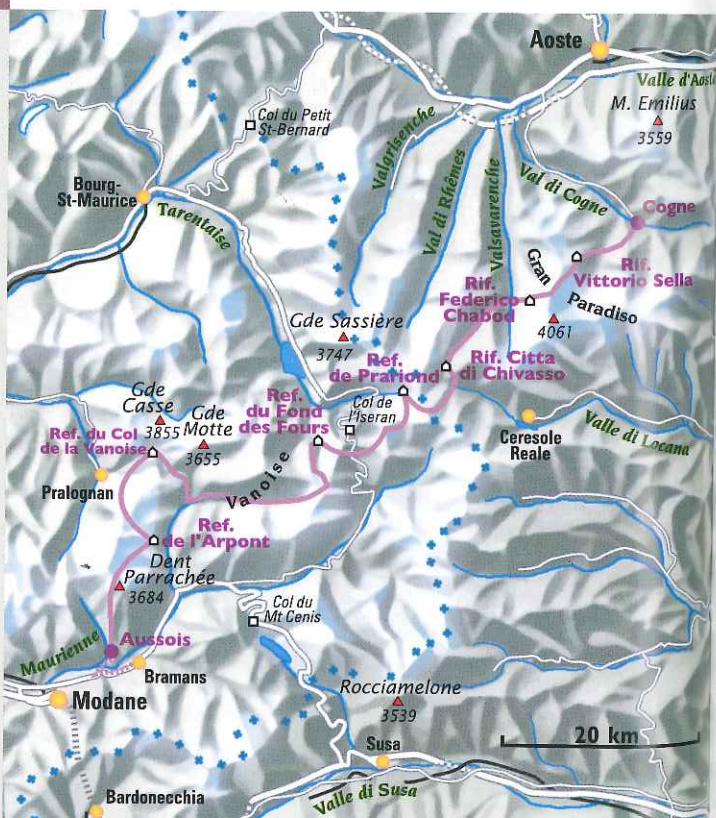 Aoste
Valle d'Aost
M. Emilius
3559
Col du Petit
St-Bernard
Bourg-
St-Maurice
Tarentaise
Valgrisenche
Val di Rhêmes
Valsavarenche
Val di Cogne
Cogne
Gran
Paradiso
4061
Rif.
Vittorio Sella
Rif.
Federico
Chabod
Gde Sassière
3747
Ref.
de Prariond
Rif. Citta
di Chivasso
Col de
l'Iseran
Ref.
du Fond
des Fours
Gde
Casse
3855
Gde
Motte
3655
Ref. du Col
de la Vanoise
Pralognan
Vanoise
Ceresole
Reale
Valle di Locana
Ref.
de l'Arpont
Dent
Parrachée
3684
Col du
Mt Cenis
Maurienne
Aussois
Bramans
Modane
Rocciamelone
3539
20 km
Susa
Valle di Susa
Bardonecchia